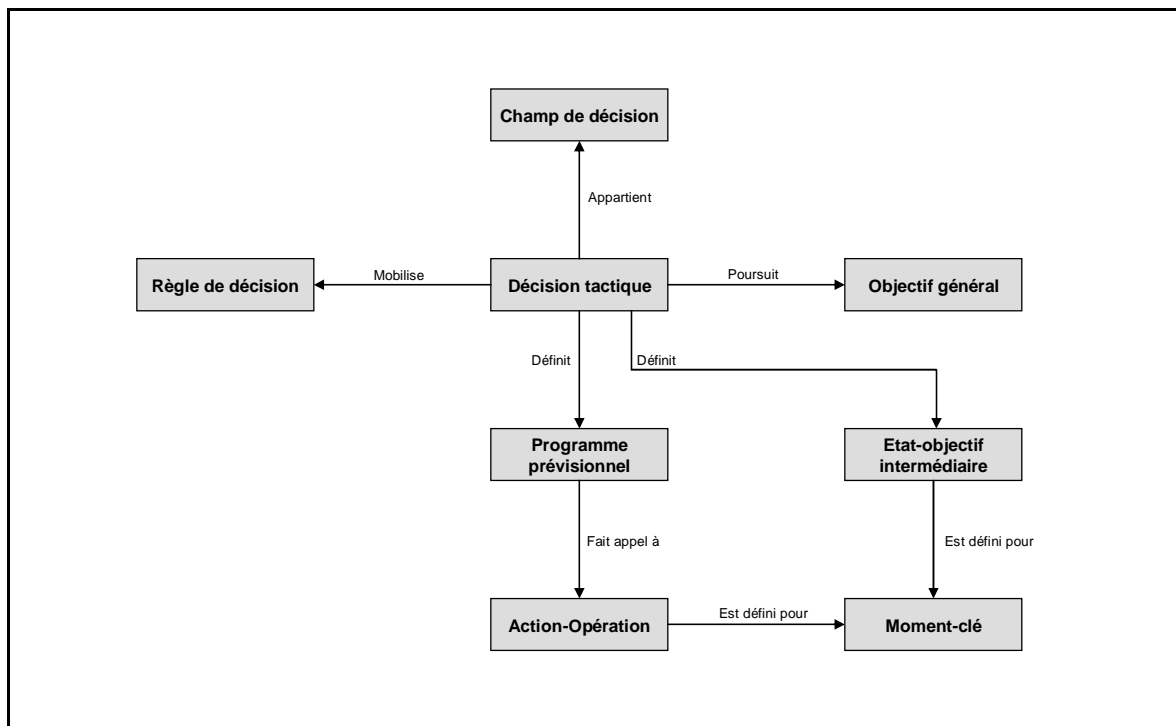 Champ de décision
Appartient
Règle de décision
Mobilise
Décision tactique
Poursuit
Objectif général
Définit
Définit
Programme
prévisionnel
Etat-objectif
intermédiaire
Fait appel à
Est défini pour
Action-Opération
Est défini pour
Moment-clé